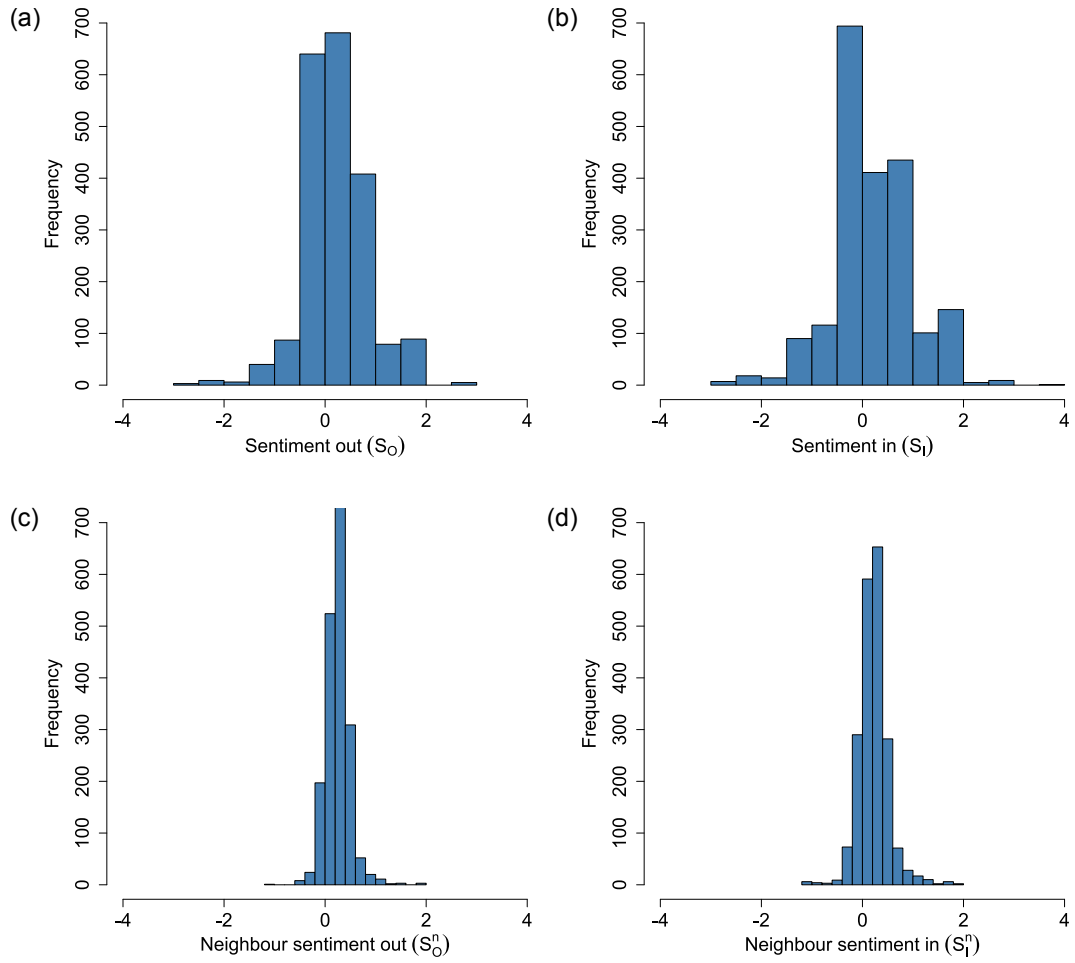 (a)
700
600
500
400
300
200
100
0
Frequency
-4 -2 0 2 4
Sentiment out (S_O)
(b)
700
600
500
400
300
200
100
0
Frequency
-4 -2 0 2 4
Sentiment in (S_I)
(c)
700
600
500
400
300
200
100
0
Frequency
-4 -2 0 2 4
Neighbour sentiment out (S_O^n)
(d)
700
600
500
400
300
200
100
0
Frequency
-4 -2 0 2 4
Neighbour sentiment in (S_I^n)